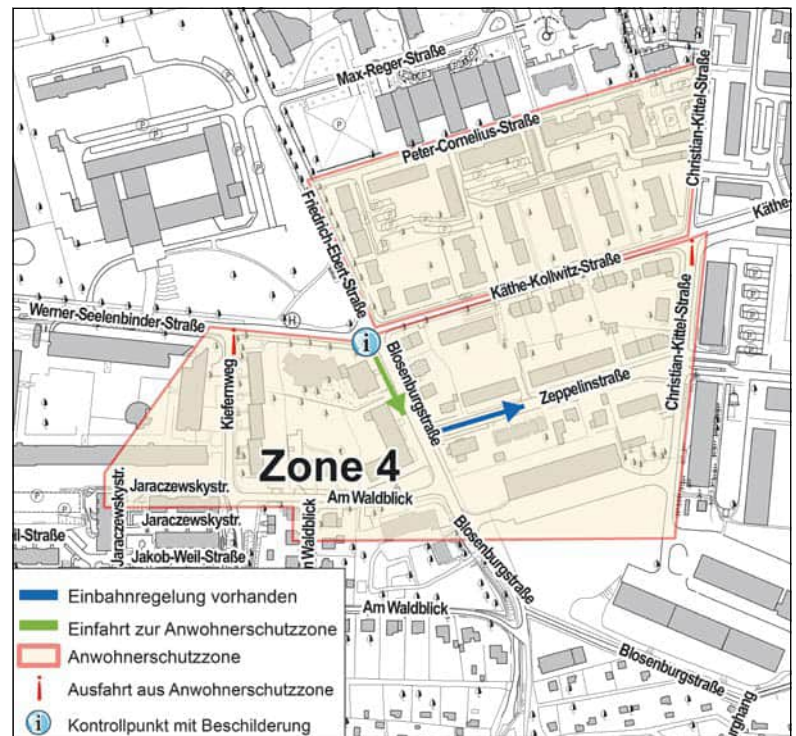 Max-Reger-Straße
Peter-Cornelius-Straße
Christian-Kittel-Straße
Friedrich-Ebert-Straße
Käthe-
Käthe-Kollwitz-Straße
Werner-Seelenbinder-Straße
H
i
Christian-Kittel-Straße
Kiefernweg
Blosenburgstraße
Zeppelinstraße
Zone 4
Jaraczewskystr.
Am Waldblick
Jaraczewskystr.
Jaraczewskystr.
Am Waldblick
Blosenburgstraße
il-Straße
Jakob-Weil-Straße
Am Waldblick
Blosenburgstraße
urghang
Einbahnregelung vorhanden
Einfahrt zur Anwohnerschutzzone
Anwohnerschutzzone
Ausfahrt aus Anwohnerschutzzone
i Kontrollpunkt mit Beschilderung